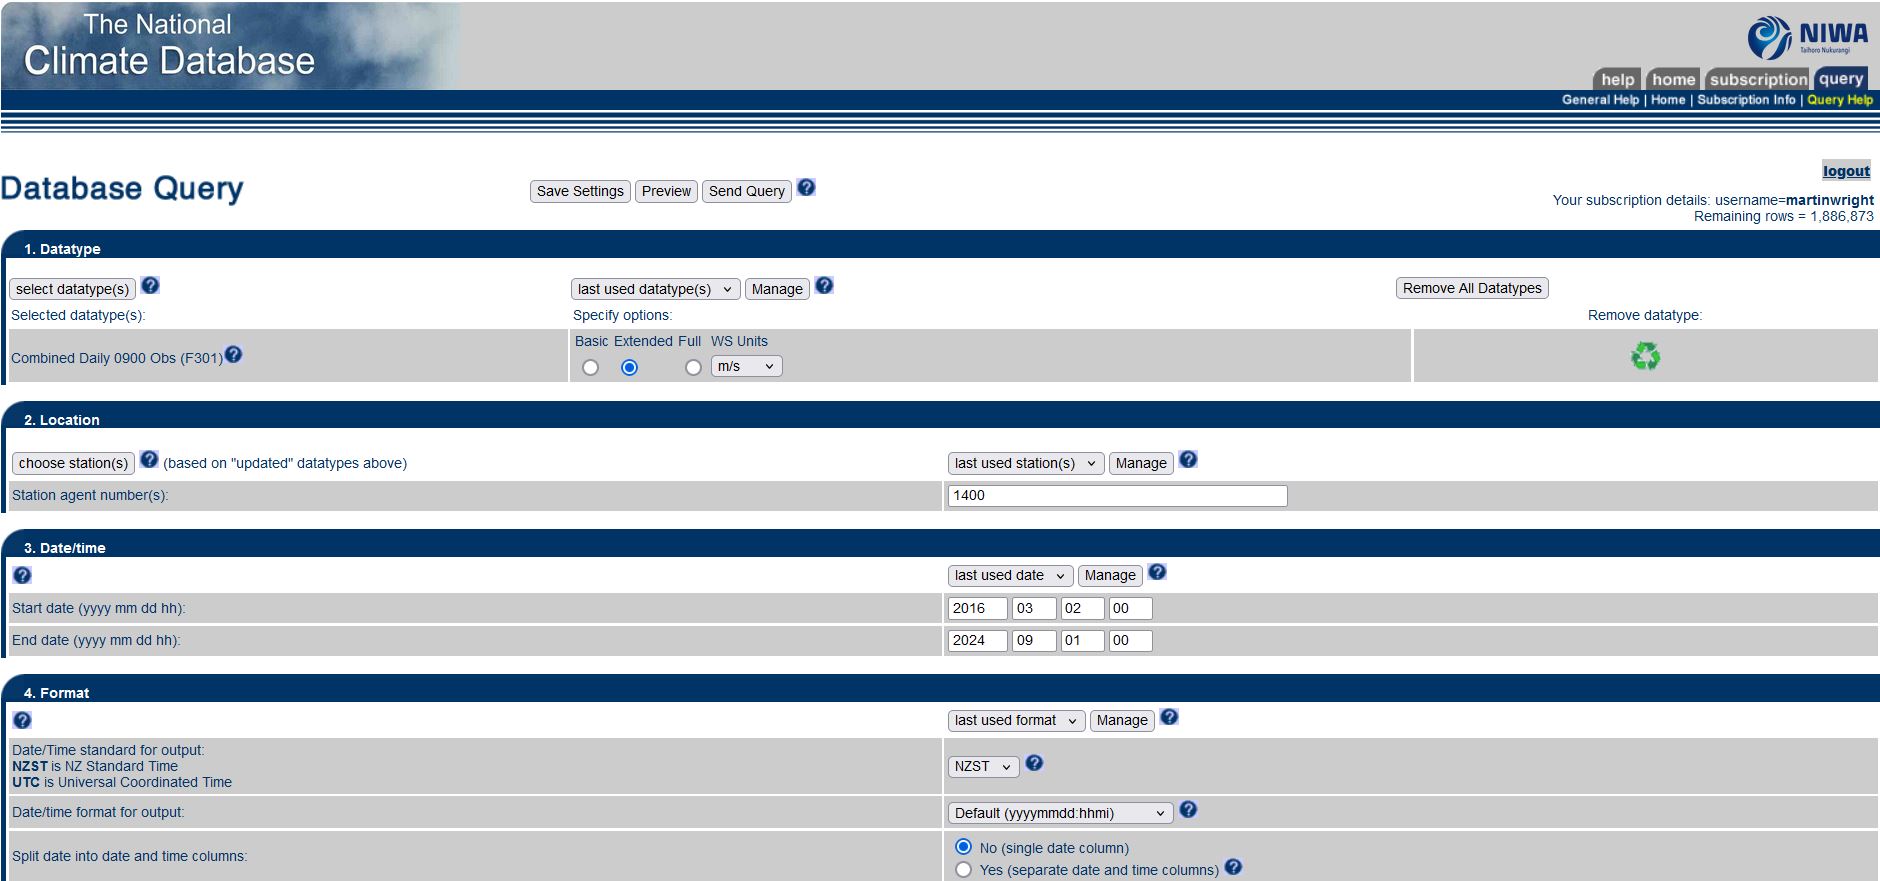 The National
Climate Database
NIWA
Taihoro Nukurangi
help home subscription query
General Help | Home | Subscription Info | Query Help
logout
Database Query
Save Settings Preview Send Query ?
Your subscription details: username=martinwright
Remaining rows = 1,886,873
1. Datatype
select datatype(s) ? last used datatype(s) Manage ? Remove All Datatypes
Selected datatype(s): Specify options: Remove datatype:
Basic Extended Full WS Units
Combined Daily 0900 Obs (F301) ?
m/s
2. Location
choose station(s) ? (based on "updated" datatypes above) last used station(s) Manage ?
Station agent number(s): 1400
3. Date/time
? last used date Manage ?
Start date (yyyy mm dd hh): 2016 03 02 00
End date (yyyy mm dd hh): 2024 09 01 00
4. Format
? last used format Manage ?
Date/Time standard for output:
NZST is NZ Standard Time
UTC is Universal Coordinated Time
NZST ?
Date/time format for output: Default (yyyymmdd:hhmi) ?
Split date into date and time columns:
No (single date column)
Yes (separate date and time columns) ?